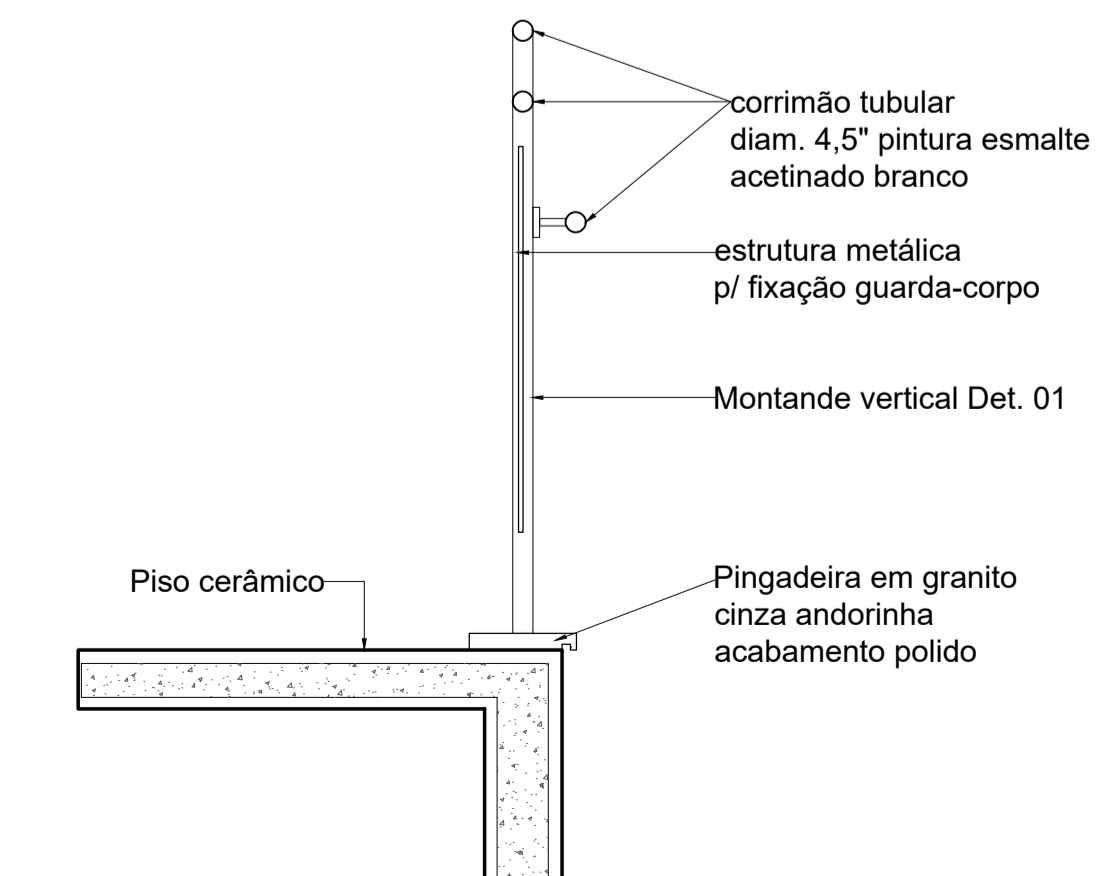 corrimão tubular
diam. 4,5" pintura esmalte
acetinado branco
estrutura metálica
p/ fixação guarda-corpo
Montande vertical Det. 01
Piso cerâmico
Pingadeira em granito
cinza andorinha
acabamento polido